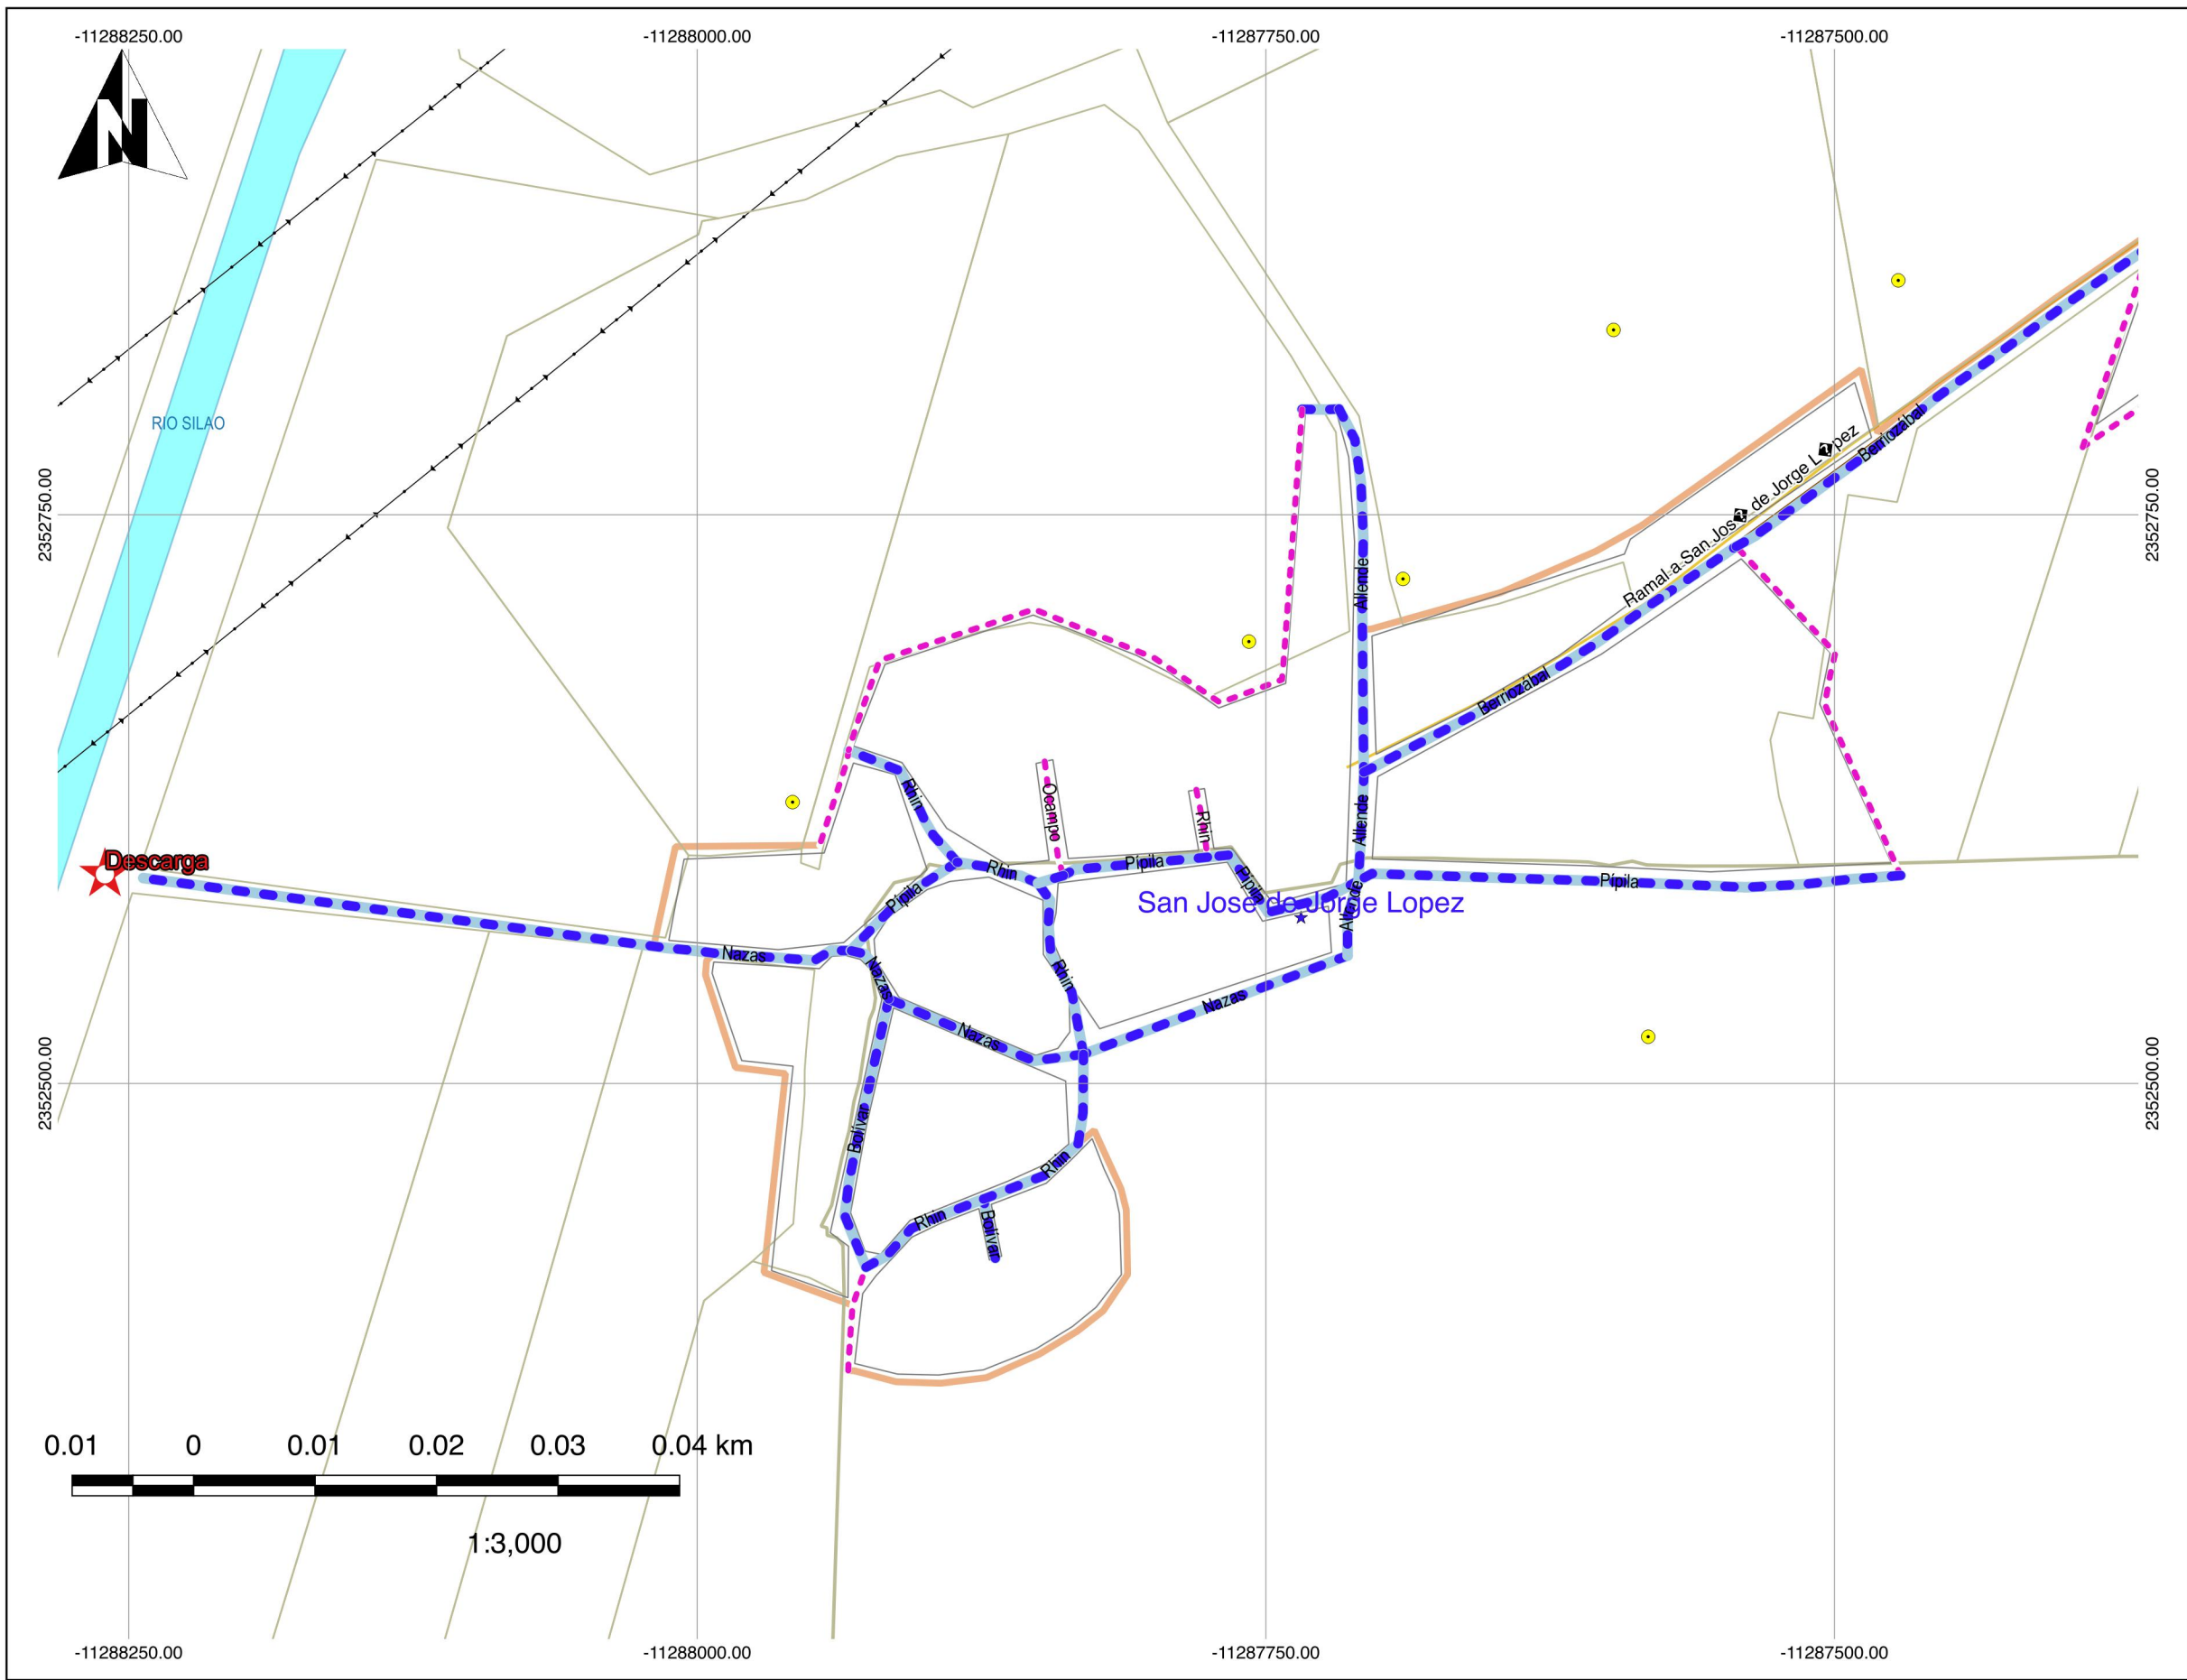 -11288250.00
-11288000.00
-11287750.00
-11287500.00
N
RIO SILAO
2352750.00
2352750.00
Berriozábal
Ramal a San Jos� de Jorge L�pez
Allende
Berriozábal
Rhin
Ocampo
Rhin
Allende
Descarga
Rhin
Pípila
Pípila
Pípila
Pípila
San Jose de Jorge Lopez
Allende
Nazas
Nazas
Rhin
Nazas
Nazas
2352500.00
2352500.00
Bolívar
Rhin
Rhin
Bolívar
0.01 0 0.01 0.02 0.03 0.04 km
1:3,000
-11288250.00
-11288000.00
-11287750.00
-11287500.00